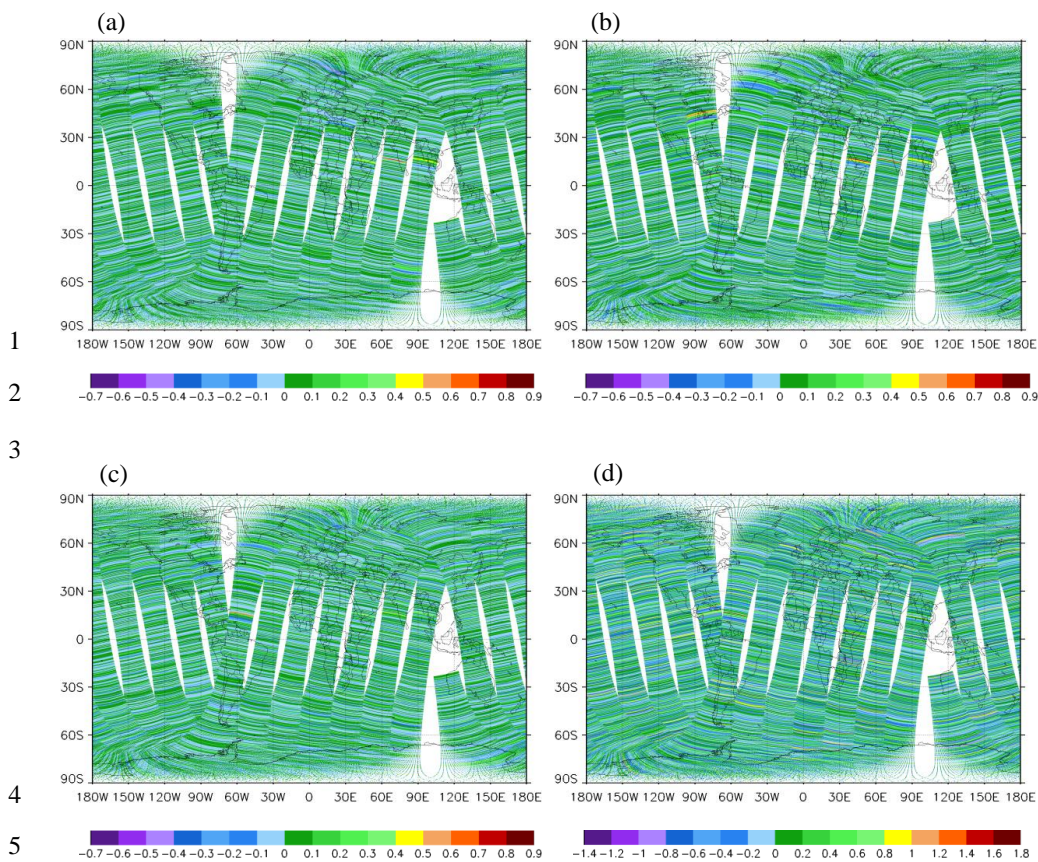 (a) (b)
90N 90N
60N 60N
30N 30N
0 0
30S 30S
60S 60S
90S 90S
1
180W 150W 120W 90W 60W 30W 0 30E 60E 90E 120E 150E 180E 180W 150W 120W 90W 60W 30W 0 30E 60E 90E 120E 150E 180E
2
-0.7 -0.6 -0.5 -0.4 -0.3 -0.2 -0.1 0 0.1 0.2 0.3 0.4 0.5 0.6 0.7 0.8 0.9 -0.7 -0.6 -0.5 -0.4 -0.3 -0.2 -0.1 0 0.1 0.2 0.3 0.4 0.5 0.6 0.7 0.8 0.9
3
(c) (d)
90N 90N
60N 60N
30N 30N
0 0
30S 30S
60S 60S
90S 90S
4
180W 150W 120W 90W 60W 30W 0 30E 60E 90E 120E 150E 180E 180W 150W 120W 90W 60W 30W 0 30E 60E 90E 120E 150E 180E
5
-0.7 -0.6 -0.5 -0.4 -0.3 -0.2 -0.1 0 0.1 0.2 0.3 0.4 0.5 0.6 0.7 0.8 0.9 -1.4 -1.2 -1 -0.8 -0.6 -0.4 -0.2 0 0.2 0.4 0.6 0.8 1 1.2 1.4 1.6 1.8